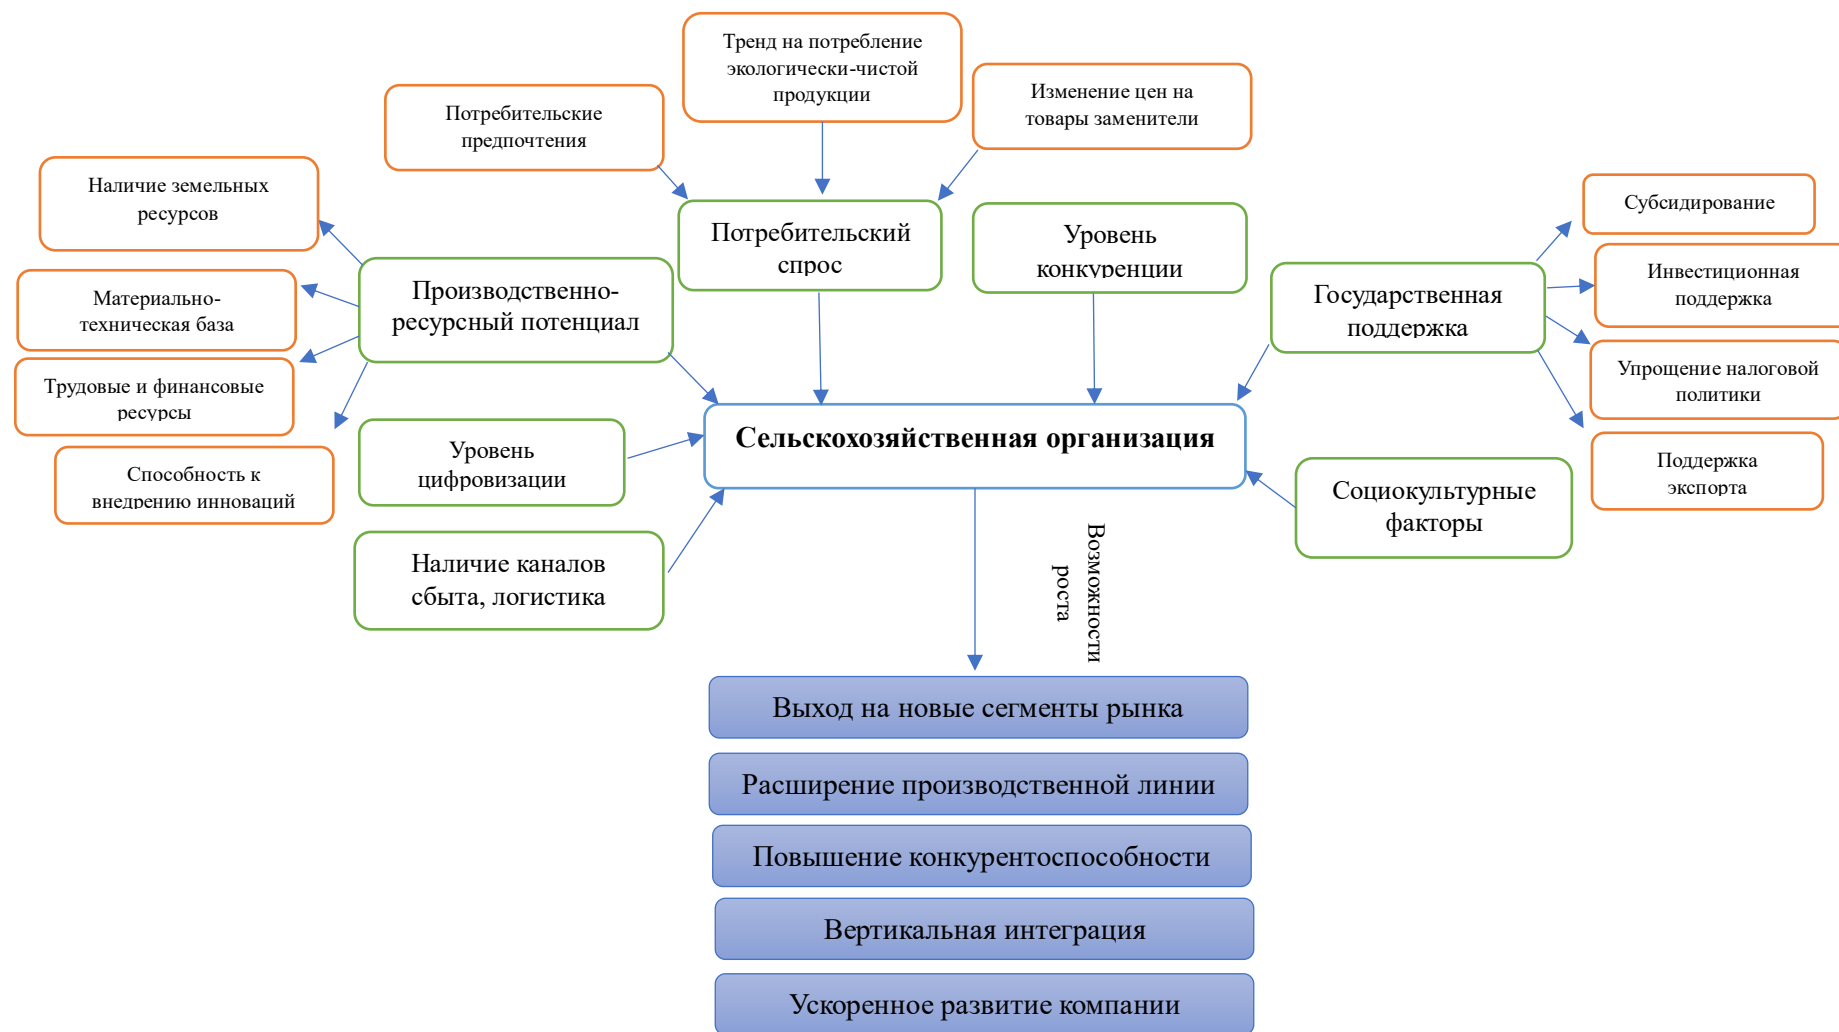 Тренд на потребление
экологически-чистой
продукции
Потребительские
предпочтения
Изменение цен на
товары заменители
Наличие земельных
ресурсов
Материально-
техническая база
Трудовые и финансовые
ресурсы
Способность к
внедрению инноваций
Производственно-
ресурсный потенциал
Потребительский
спрос
Уровень
конкуренции
Государственная
поддержка
Субсидирование
Инвестиционная
поддержка
Упрощение налоговой
политики
Поддержка
экспорта
Уровень
цифровизации
Сельскохозяйственная организация
Социокультурные
факторы
Наличие каналов
сбыта, логистика
Возможности
роста
Выход на новые сегменты рынка
Расширение производственной линии
Повышение конкурентоспособности
Вертикальная интеграция
Ускоренное развитие компании